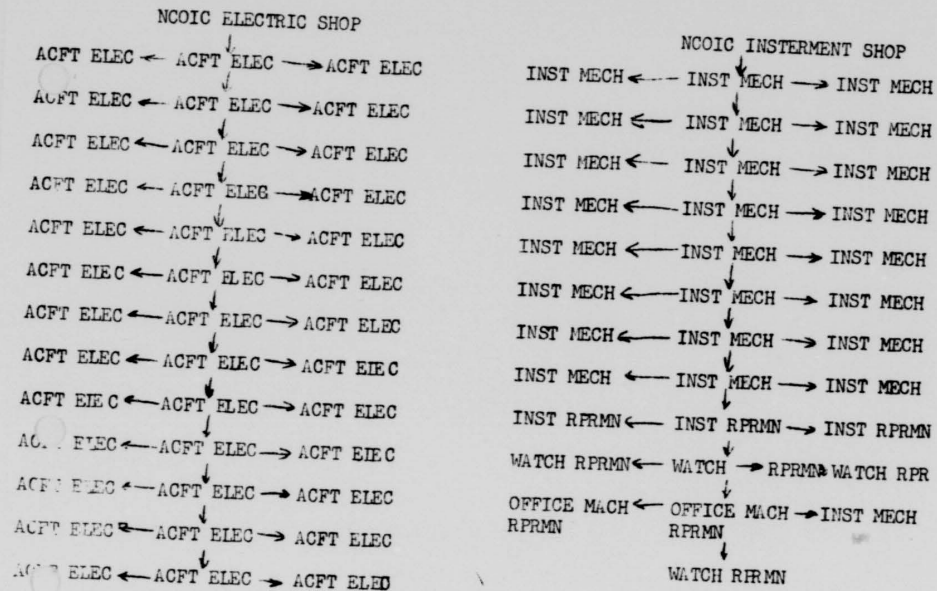 NCOIC ELECTRIC SHOP
ACFT ELEC ACFT ELEC ACFT ELEC
ACFT ELEC ACFT ELEC ACFT ELEC
ACFT ELEC ACFT ELEC ACFT ELEC
ACFT ELEC ACFT ELEC ACFT ELEC
ACFT ELEC ACFT ELEC ACFT ELEC
ACFT EIEC ACFT ELEC ACFT ELEC
ACFT ELEC ACFT ELEC ACFT ELEC
ACFT ELEC ACFT ELEC ACFT EIEC
ACFT EIEC ACFT ELEC ACFT ELEC
ELEC ACFT ELEC ACFT EIEC
ACFT ELEC ACFT ELEC ACFT ELEC
ACFT ELEC ACFT ELEC ACFT ELEC
ELEC ACFT ELEC ACFT ELEC
NCOIC INSTERMENT SHOP
INST MECH INST MECH INST MECH
INST MECH INST MECH INST MECH
INST MECH INST MECH INST MECH
INST MECH INST MECH INST MECH
INST MECH INST MECH INST MECH
INST MECH INST MECH INST MECH
INST MECH INST MECH INST MECH
INST MECH INST MECH INST MECH
INST RPRMN INST RPRMN INST RPRMN
WATCH RPRMN WATCH RPRMN WATCH RPR
OFFICE MACH OFFICE MACH INST MECH
RPRMN RPRMN
WATCH RPRMN